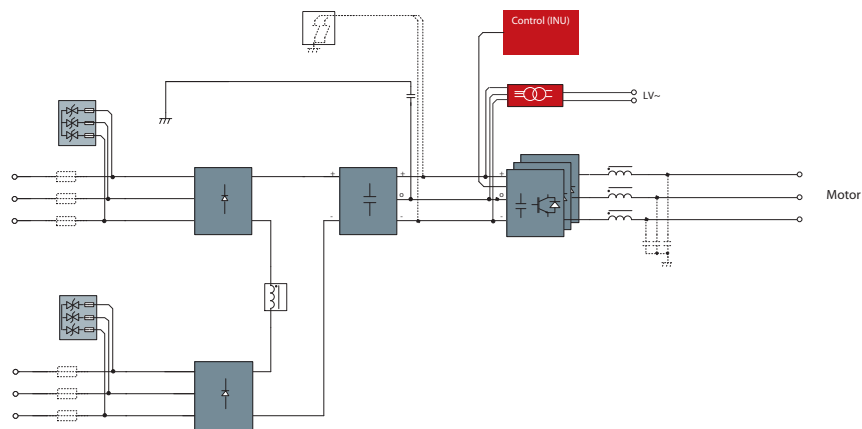 Control (INU)
LV~
+
+
+
+
o
o
-
-
-
-
Motor